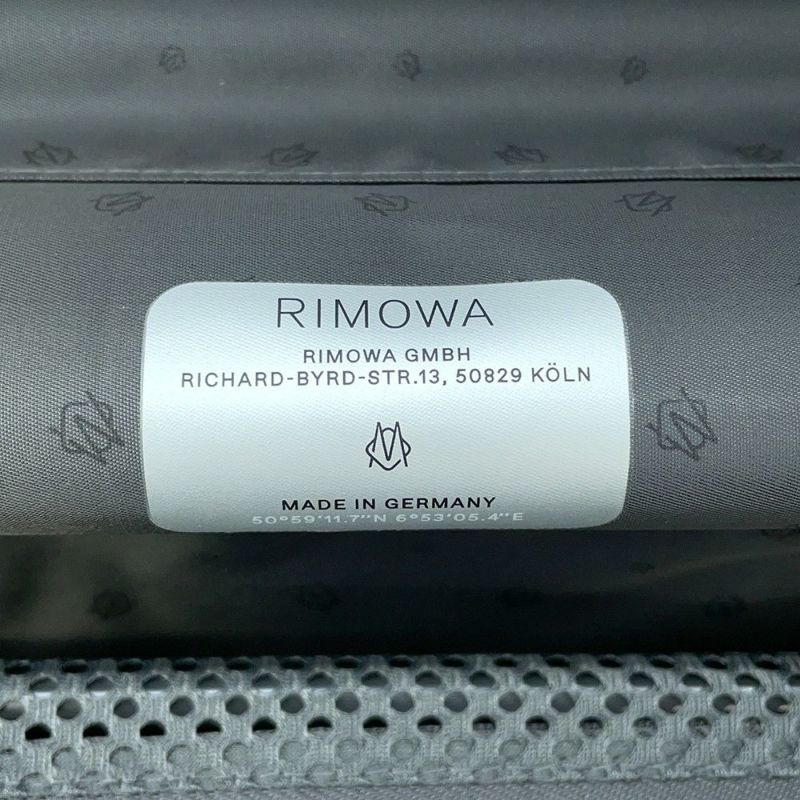 RIMOWA
RIMOWA GMBH
RICHARD-BYRD-STR.13, 50829 KÖLN
MADE IN GERMANY
50°59'11.7"N 6°53'05.4"E